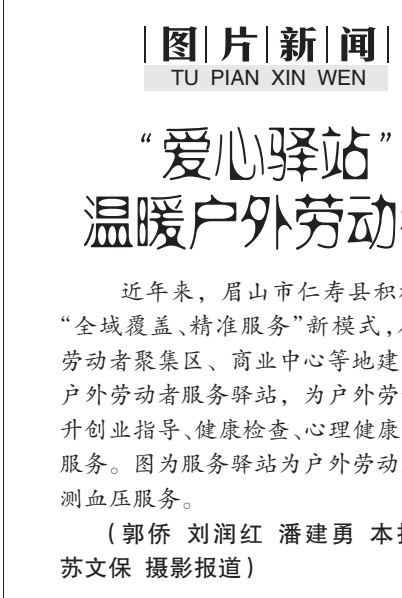 图片新闻
TU PIAN XIN WEN
“爱心驿站”
温暖户外劳动
近年来，眉山市仁寿县积
“全域覆盖、精准服务”新模式，
劳动者聚集区、商业中心等地建
户外劳动者服务驿站，为户外劳
升创业指导、健康检查、心理健康
服务。图为服务驿站为户外劳动
测血压服务。
（郭侨 刘润红 潘建勇 本
苏文保 摄影报道）